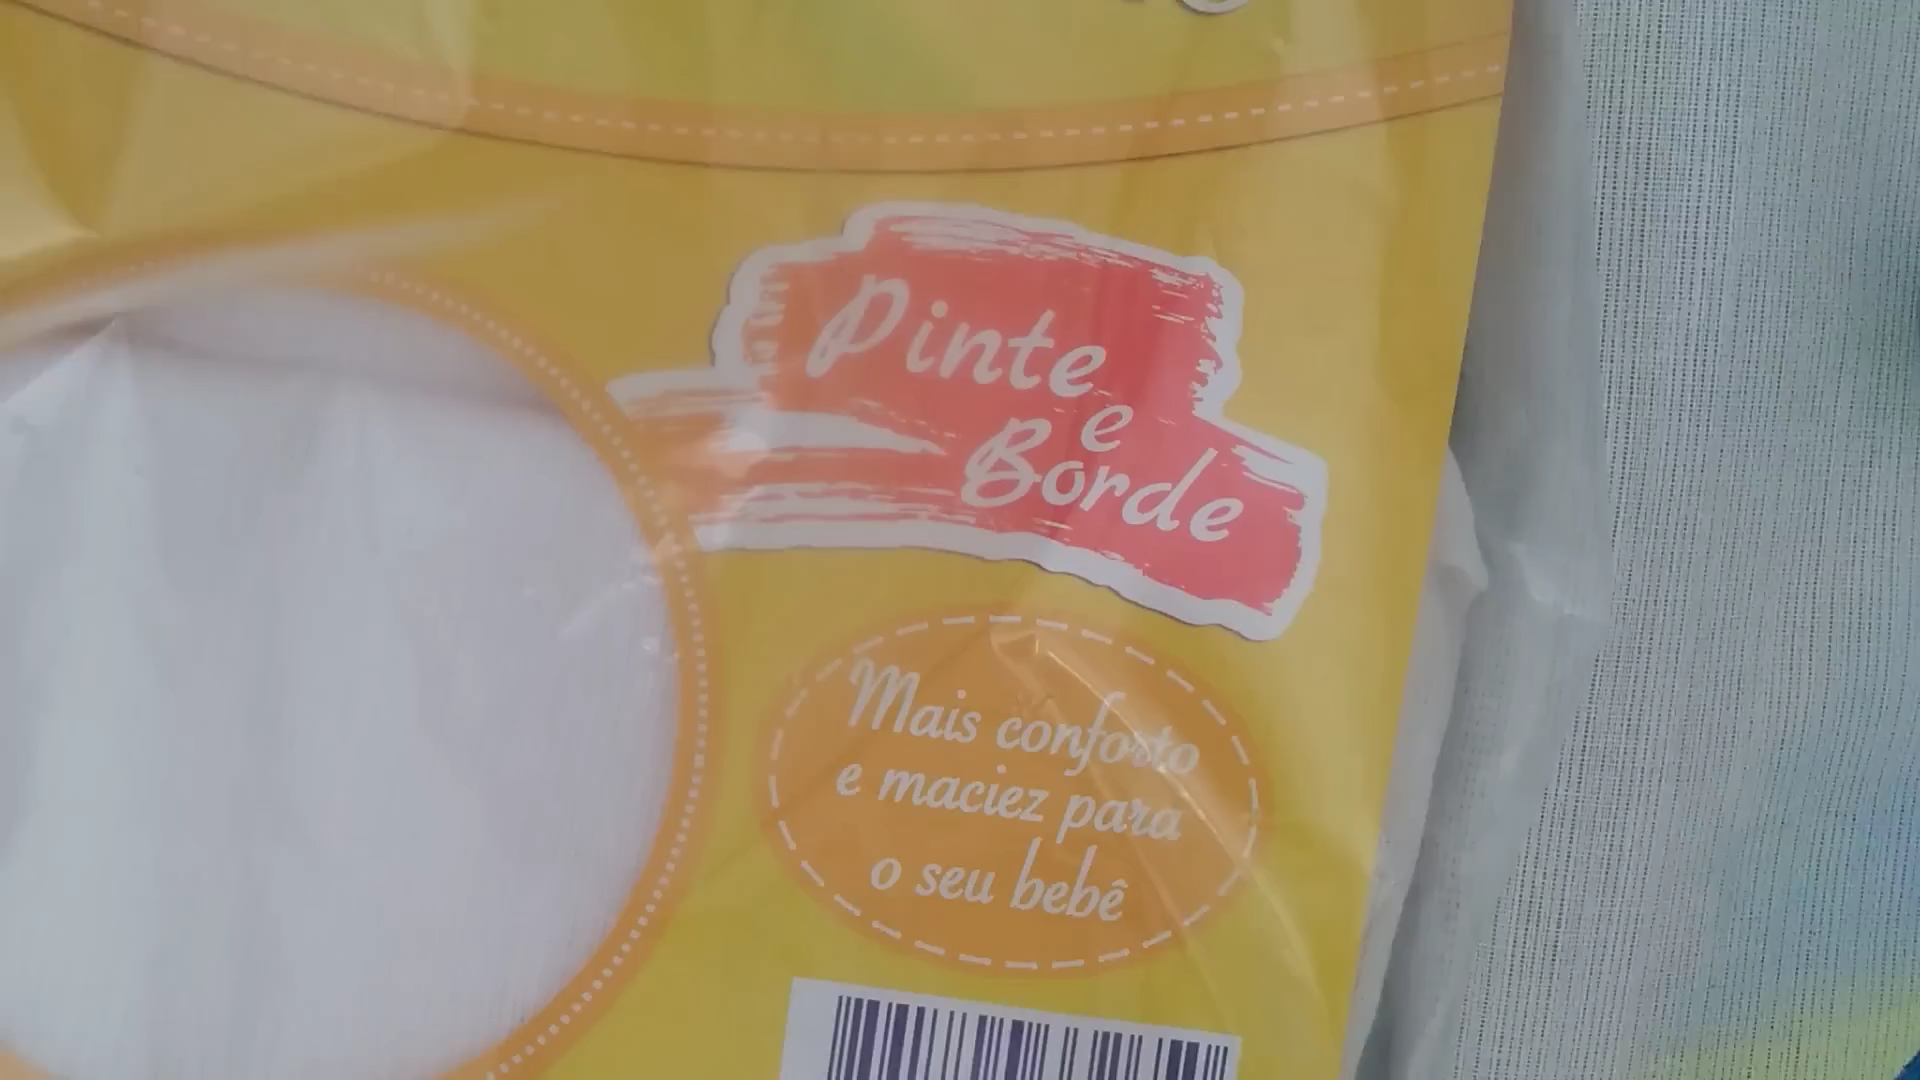 Pinte
e
Borde
Mais conforto
e maciez para
o seu bebê